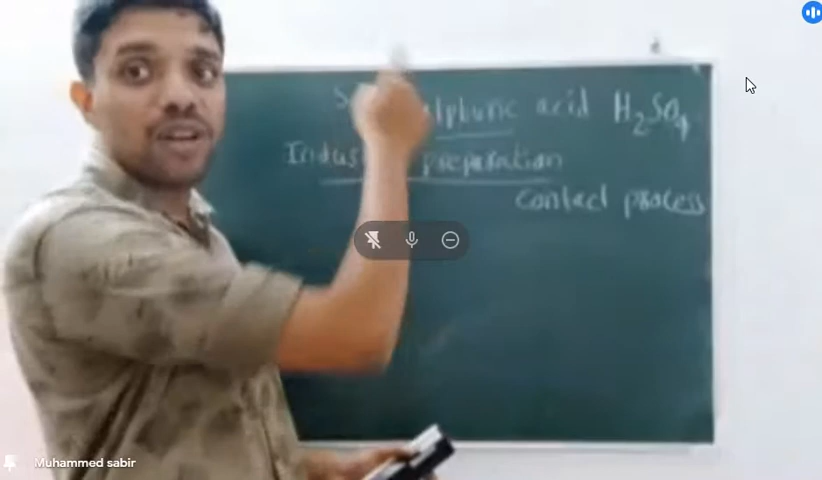 acid H₂SO₄
preparation
contact process
Muhammed sabir